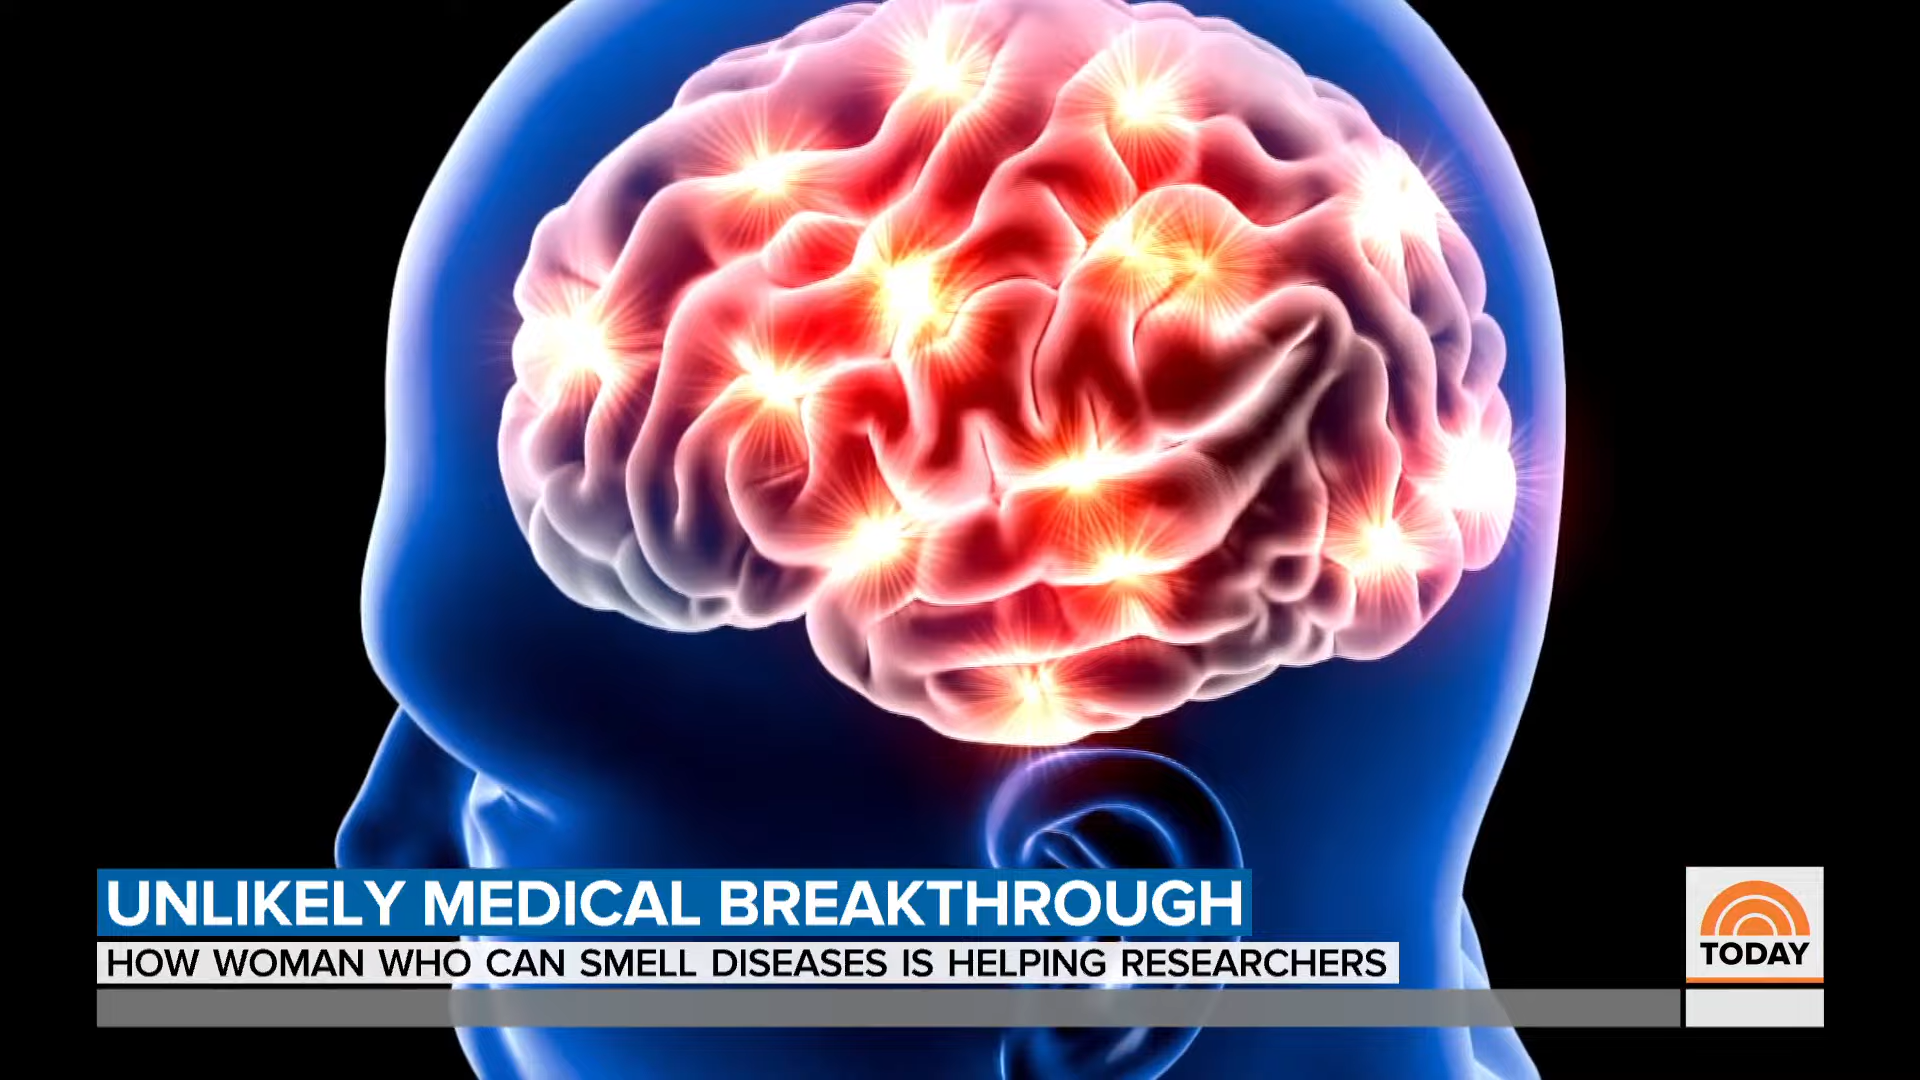 UNLIKELY MEDICAL BREAKTHROUGH
HOW WOMAN WHO CAN SMELL DISEASES IS HELPING RESEARCHERS
TODAY